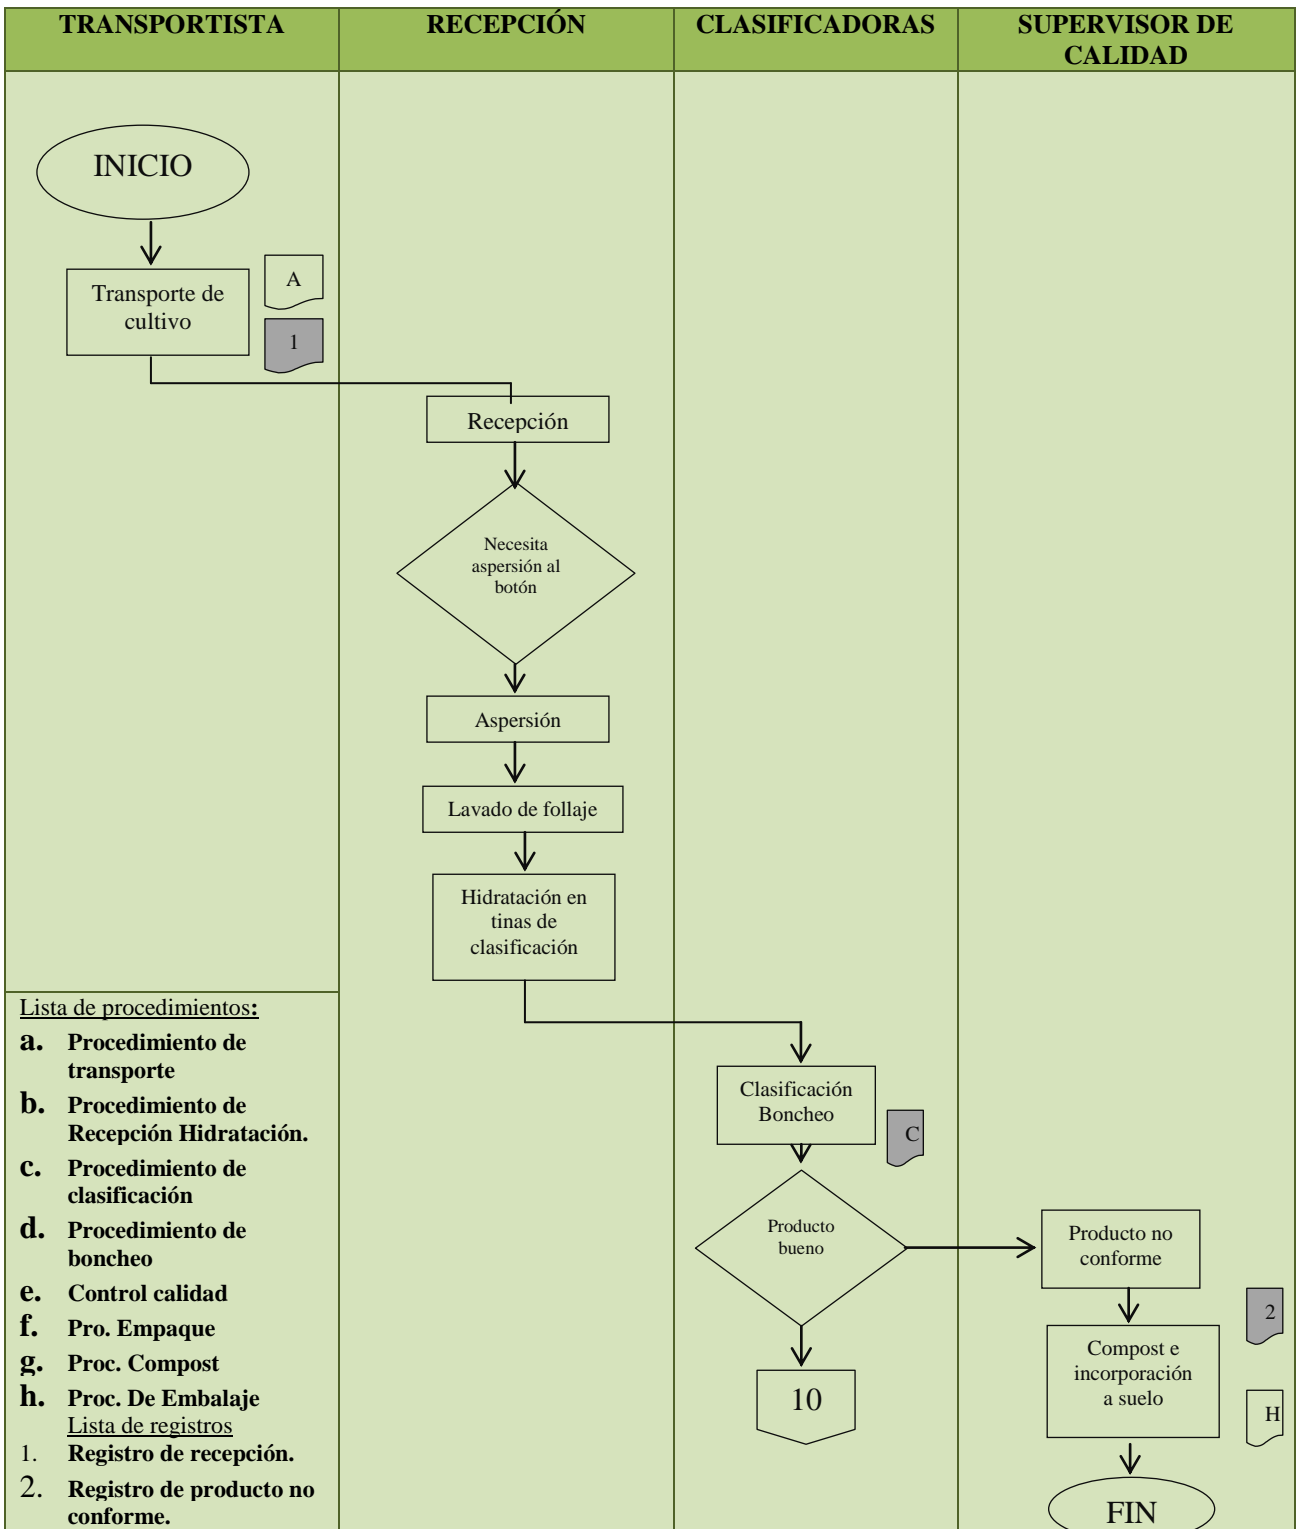 TRANSPORTISTA
RECEPCIÓN
CLASIFICADORAS
SUPERVISOR DE
CALIDAD
INICIO
Transporte de
cultivo
A
1
Recepción
Necesita
aspersión al
botón
Aspersión
Lavado de follaje
Hidratación en
tinas de
clasificación
Clasificación
Boncheo
C
Producto
bueno
10
Producto no
conforme
2
Compost e
incorporación
a suelo
H
FIN
Lista de procedimientos:
a. Procedimiento de
transporte
b. Procedimiento de
Recepción Hidratación.
c. Procedimiento de
clasificación
d. Procedimiento de
boncheo
e. Control calidad
f. Pro. Empaque
g. Proc. Compost
h. Proc. De Embalaje
Lista de registros
1. Registro de recepción.
2. Registro de producto no
conforme.